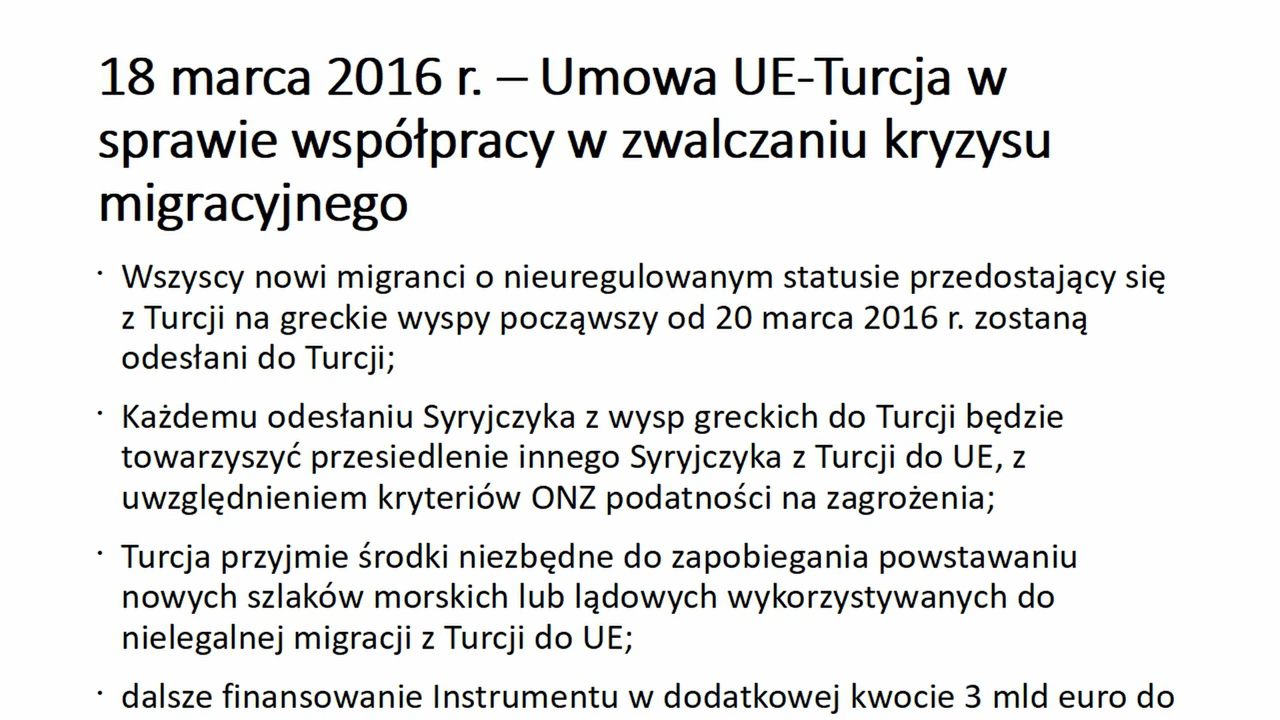 18 marca 2016 r. – Umowa UE-Turcja w
sprawie współpracy w zwalczaniu kryzysu
migracyjnego
• Wszyscy nowi migranci o nieuregulowanym statusie przedostający się
z Turcji na greckie wyspy począwszy od 20 marca 2016 r. zostaną
odesłani do Turcji;
• Każdemu odesłaniu Syryjczyka z wysp greckich do Turcji będzie
towarzyszyć przesiedlenie innego Syryjczyka z Turcji do UE, z
uwzględnieniem kryteriów ONZ podatności na zagrożenia;
• Turcja przyjmie środki niezbędne do zapobiegania powstawaniu
nowych szlaków morskich lub lądowych wykorzystywanych do
nielegalnej migracji z Turcji do UE;
• dalsze finansowanie Instrumentu w dodatkowej kwocie 3 mld euro do